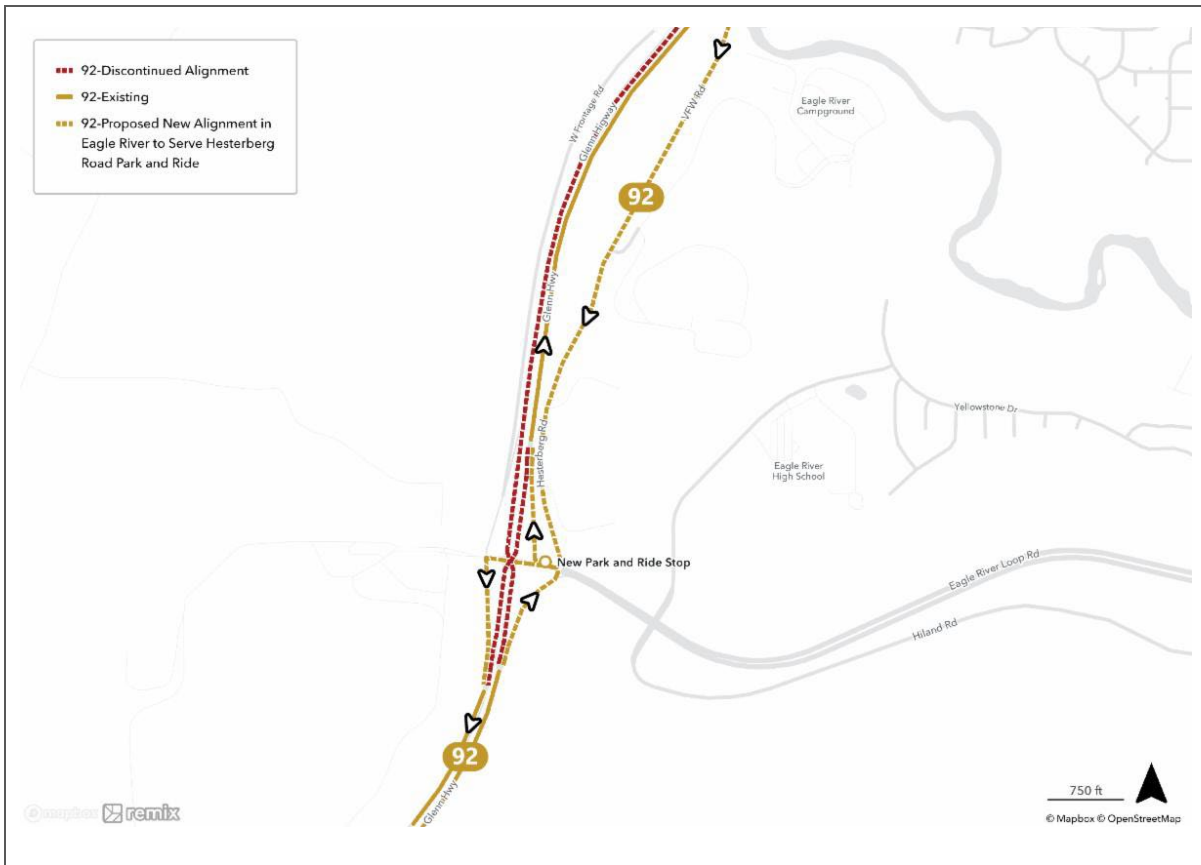 92-Discontinued Alignment
92-Existing
92-Proposed New Alignment in
Eagle River to Serve Hesterberg
Road Park and Ride
W Frontage Rd
Glenn Higway
VFW Rd
Eagle River
Campground
92
Glenn Hwy
Hesterberg Rd
Yellowstone Dr
Eagle River
High School
New Park and Ride Stop
Eagle River Loop Rd
Hiland Rd
92
Glenn Hwy
750 ft
mapbox remix
© Mapbox © OpenStreetMap